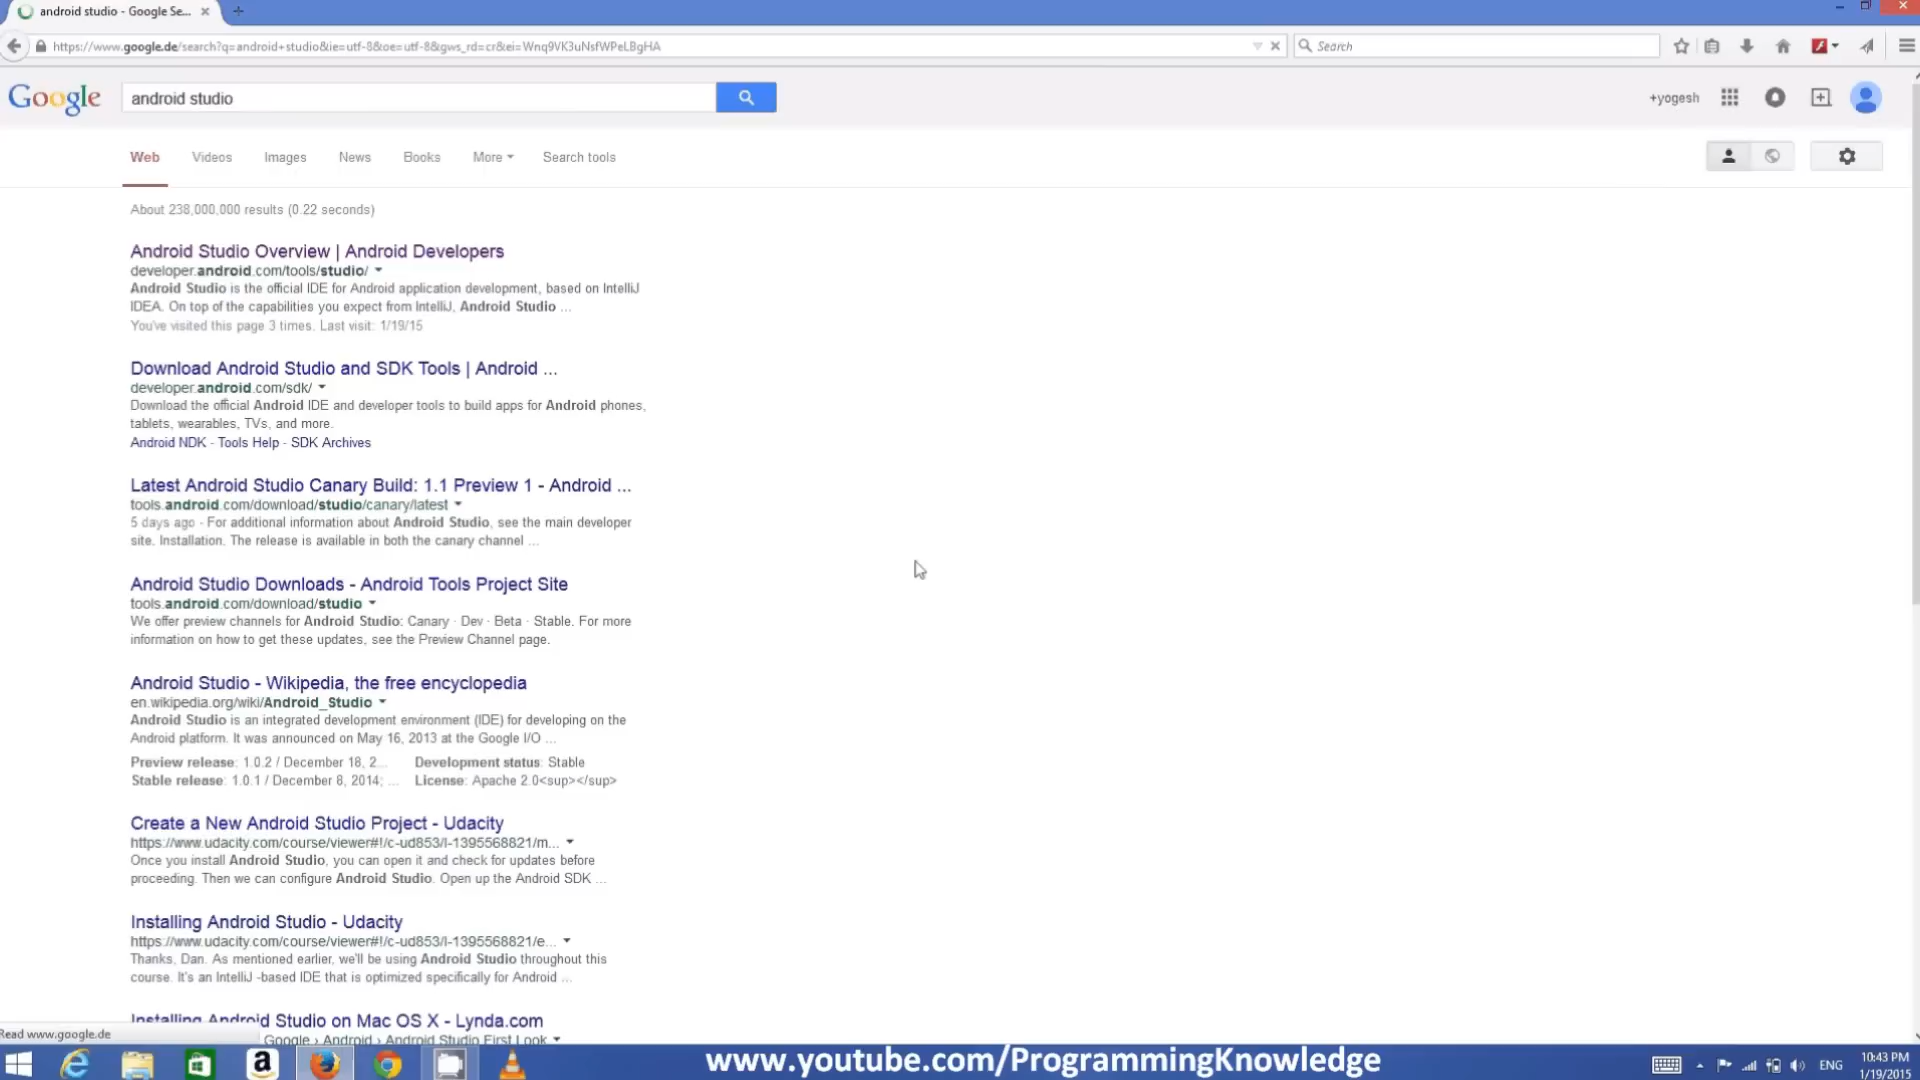 android studio - Google Se...
https://www.google.de/search?q=android+studio&ie=utf-8&oe=utf-8&gws_rd=cr&ei=Wnq9VK3uNsfWPeLBgHA
Search
Google
android studio
+yogesh
Web Videos Images News Books More Search tools
About 238,000,000 results (0.22 seconds)
Android Studio Overview | Android Developers
developer.android.com/tools/studio/
Android Studio is the official IDE for Android application development, based on IntelliJ
IDEA. On top of the capabilities you expect from IntelliJ, Android Studio ...
You've visited this page 3 times. Last visit: 1/19/15
Download Android Studio and SDK Tools | Android ...
developer.android.com/sdk/
Download the official Android IDE and developer tools to build apps for Android phones,
tablets, wearables, TVs, and more.
Android NDK - Tools Help - SDK Archives
Latest Android Studio Canary Build: 1.1 Preview 1 - Android ...
tools.android.com/download/studio/canary/latest
5 days ago - For additional information about Android Studio, see the main developer
site. Installation. The release is available in both the canary channel ...
Android Studio Downloads - Android Tools Project Site
tools.android.com/download/studio
We offer preview channels for Android Studio: Canary · Dev · Beta · Stable. For more
information on how to get these updates, see the Preview Channel page.
Android Studio - Wikipedia, the free encyclopedia
en.wikipedia.org/wiki/Android_Studio
Android Studio is an integrated development environment (IDE) for developing on the
Android platform. It was announced on May 16, 2013 at the Google I/O ...
Preview release: 1.0.2 / December 18, 2... Development status: Stable
Stable release: 1.0.1 / December 8, 2014; ... License: Apache 2.0<sup></sup>
Create a New Android Studio Project - Udacity
https://www.udacity.com/course/viewer#!/c-ud853/l-1395568821/m...
Once you install Android Studio, you can open it and check for updates before
proceeding. Then we can configure Android Studio. Open up the Android SDK ...
Installing Android Studio - Udacity
https://www.udacity.com/course/viewer#!/c-ud853/l-1395568821/e...
Thanks, Dan. As mentioned earlier, we'll be using Android Studio throughout this
course. It's an IntelliJ -based IDE that is optimized specifically for Android ...
Installing Android Studio on Mac OS X - Lynda.com
Read www.google.de
Google › Android › Android Studio First Look
www.youtube.com/ProgrammingKnowledge
ENG
10:43 PM
1/19/2015